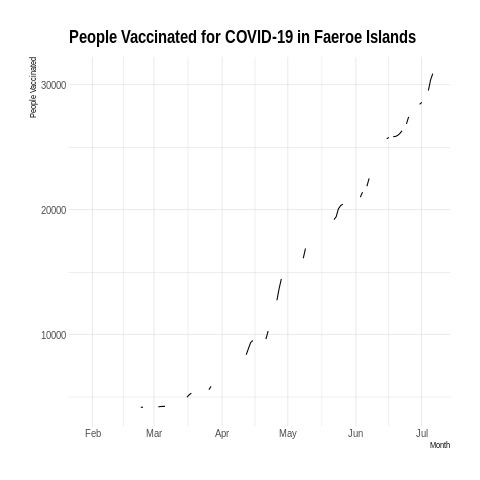 People Vaccinated for COVID-19 in Faeroe Islands
People Vaccinated
30000
20000
10000
Feb Mar Apr May Jun Jul
Month